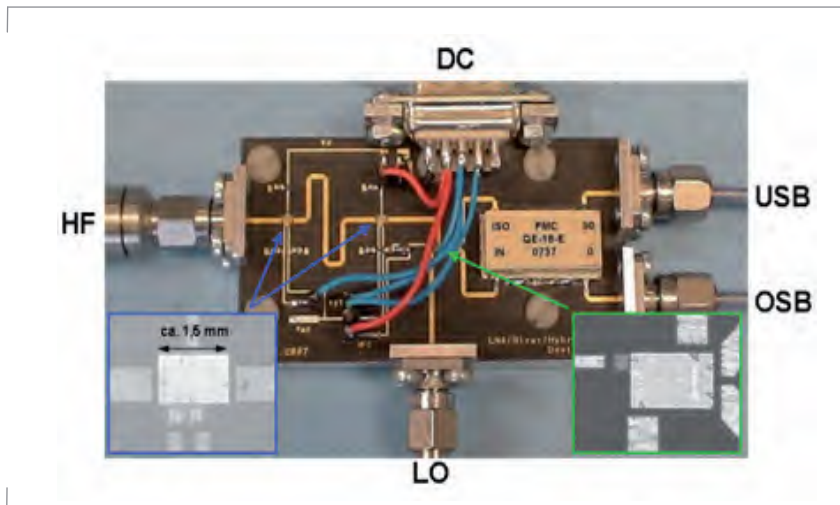 DC
HF
USB
OSB
LO
ISO PMC 90
QE-18-E
IN 0737 0
ca. 1,5 mm